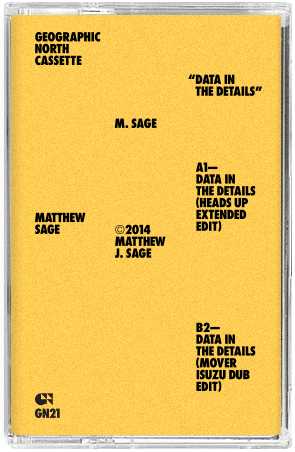 GEOGRAPHIC
NORTH
CASSETTE
“DATA IN
THE DETAILS”
M. SAGE
A1—
DATA IN
THE DETAILS
(HEADS UP
EXTENDED
EDIT)
MATTHEW
SAGE
©2014
MATTHEW
J. SAGE
B2—
DATA IN
THE DETAILS
(MOVER
ISUZU DUB
EDIT)
GN21